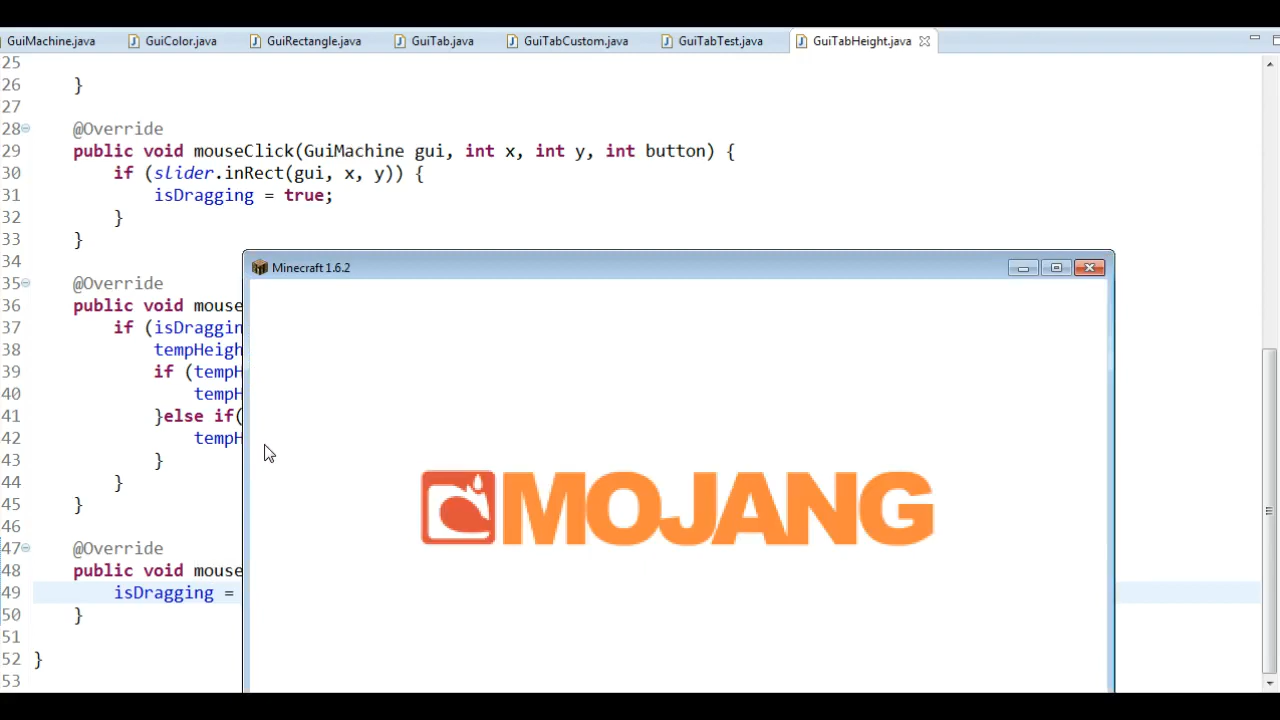 GuiMachine.java GuiColor.java GuiRectangle.java GuiTab.java GuiTabCustom.java GuiTabTest.java GuiTabHeight.java
25
26 }
27
28 @Override
29 public void mouseClick(GuiMachine gui, int x, int y, int button) {
30 if (slider.inRect(gui, x, y)) {
31 isDragging = true;
32 }
33 }
34
35 @Override
36 public void mouse
37 if (isDraggin
38 tempHeigh
39 if (tempH
40 tempH
41 }else if(
42 tempH
43 }
44 }
45 }
46
47 @Override
48 public void mouse
49 isDragging =
50 }
51
52 }
53
Minecraft 1.6.2
MOJANG